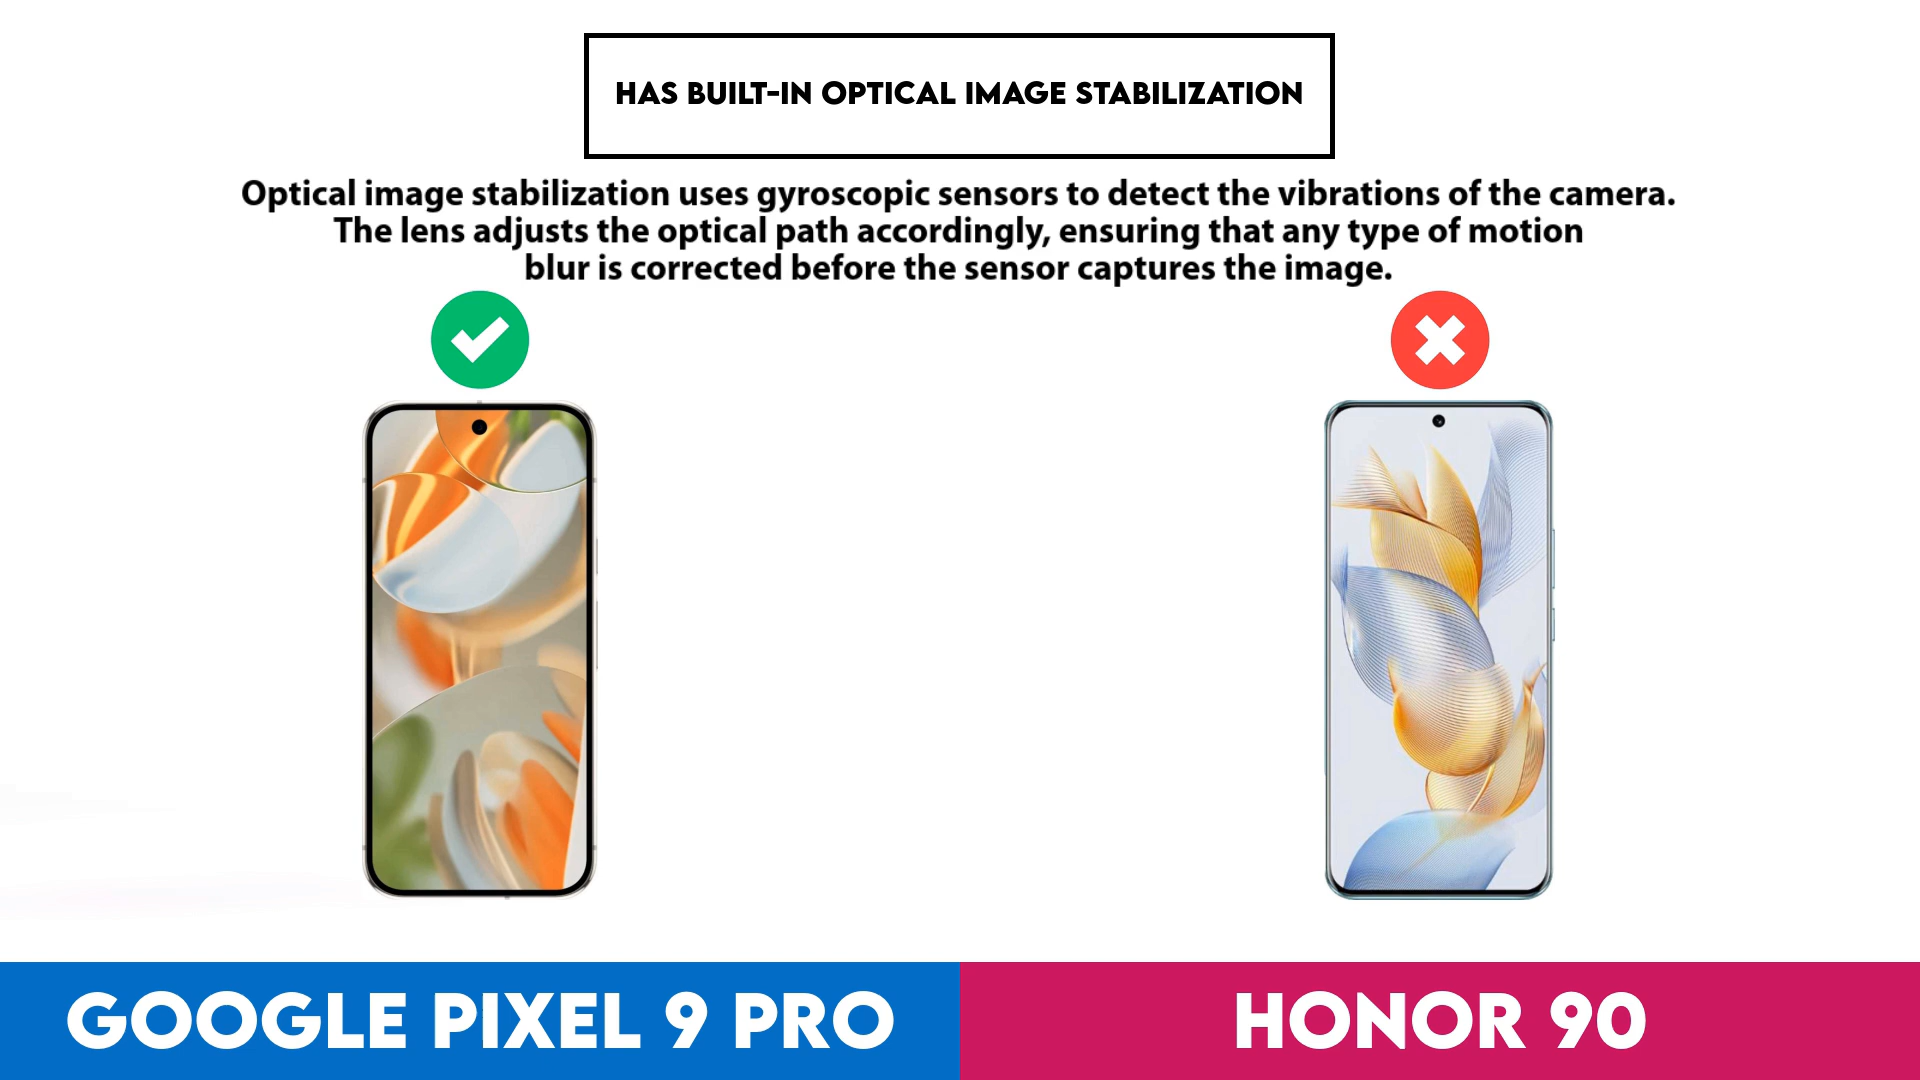 HAS BUILT-IN OPTICAL IMAGE STABILIZATION
Optical image stabilization uses gyroscopic sensors to detect the vibrations of the camera.
The lens adjusts the optical path accordingly, ensuring that any type of motion
blur is corrected before the sensor captures the image.
GOOGLE PIXEL 9 PRO
HONOR 90